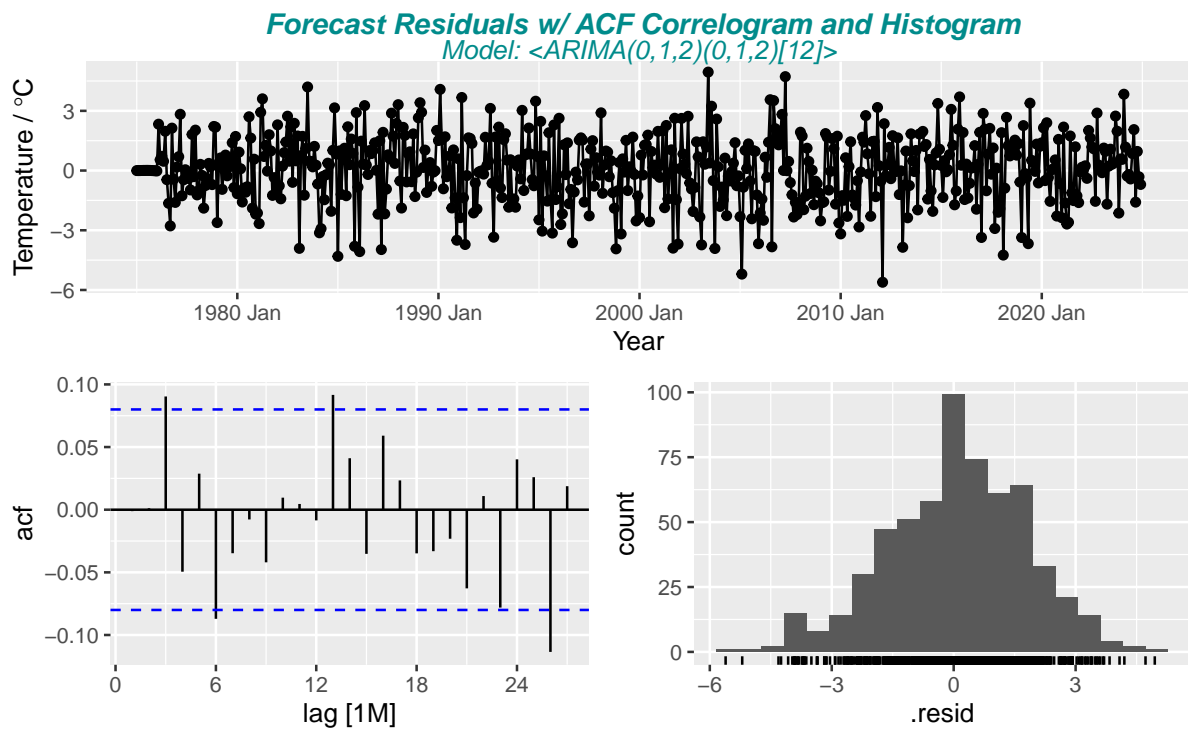 Forecast Residuals w/ ACF Correlogram and Histogram
Model: <ARIMA(0,1,2)(0,1,2)[12]>
Temperature / °C
3
0
−3
−6
1980 Jan 1990 Jan 2000 Jan 2010 Jan 2020 Jan
Year
acf
0.10
0.05
0.00
−0.05
−0.10
0 6 12 18 24
lag [1M]
count
100
75
50
25
0
−6 −3 0 3
.resid